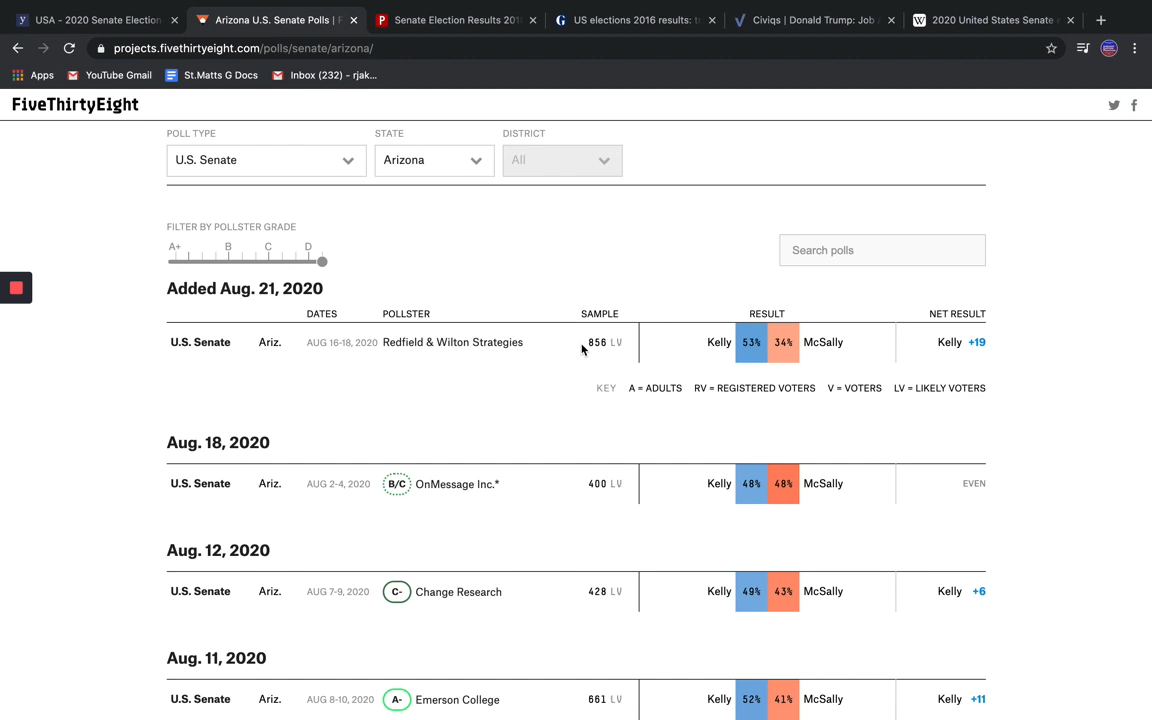 USA - 2020 Senate Election
Arizona U.S. Senate Polls | F
Senate Election Results 201
US elections 2016 results: t
Civiqs | Donald Trump: Job A
2020 United States Senate e
projects.fivethirtyeight.com/polls/senate/arizona/
Apps YouTube Gmail St.Matts G Docs Inbox (232) - rjak...
FiveThirtyEight
POLL TYPE STATE DISTRICT
U.S. Senate Arizona All
FILTER BY POLLSTER GRADE
A+ B C D
Search polls
Added Aug. 21, 2020
DATES POLLSTER SAMPLE RESULT NET RESULT
U.S. Senate Ariz. AUG 16-18, 2020 Redfield & Wilton Strategies 856 LV Kelly 53% 34% McSally Kelly +19
KEY A = ADULTS RV = REGISTERED VOTERS V = VOTERS LV = LIKELY VOTERS
Aug. 18, 2020
U.S. Senate Ariz. AUG 2-4, 2020 B/C OnMessage Inc.* 400 LV Kelly 48% 48% McSally EVEN
Aug. 12, 2020
U.S. Senate Ariz. AUG 7-9, 2020 C- Change Research 428 LV Kelly 49% 43% McSally Kelly +6
Aug. 11, 2020
U.S. Senate Ariz. AUG 8-10, 2020 A- Emerson College 661 LV Kelly 52% 41% McSally Kelly +11